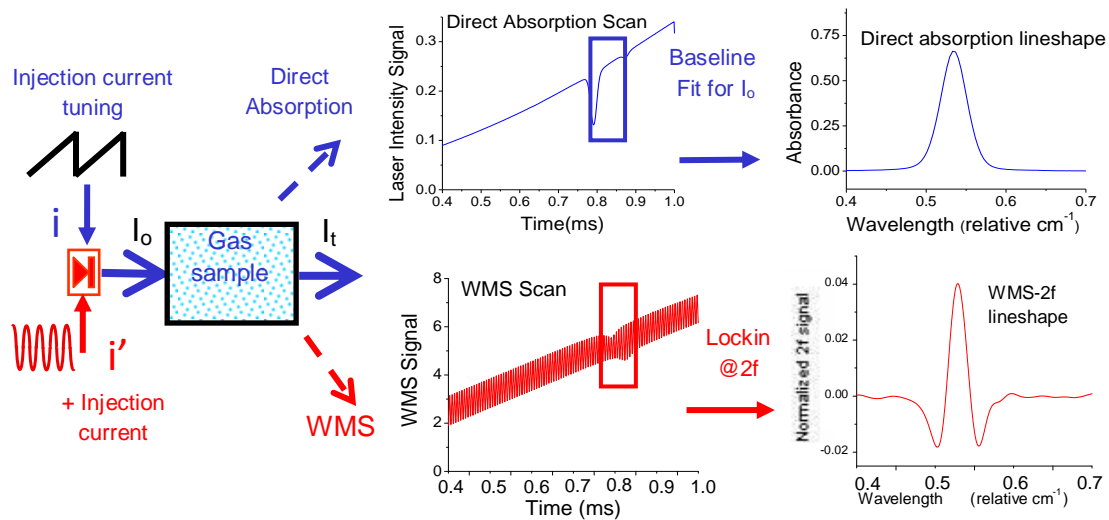 Injection current
tuning
i
i’
+ Injection
current
I₀
Gas
sample
Iₜ
Direct
Absorption
WMS
Direct Absorption Scan
Laser Intensity Signal
0.3
0.2
0.1
0.0
0.4 0.5 0.6 0.7 0.8 0.9 1.0
Time(ms)
Baseline
Fit for I₀
Direct absorption lineshape
Absorbance
0.75
0.50
0.25
0.00
0.4 0.5 0.6 0.7
Wavelength (relative cm⁻¹)
WMS Scan
WMS Signal
8
6
4
2
0
0.4 0.5 0.6 0.7 0.8 0.9 1.0
Time (ms)
Lockin
@2f
WMS-2f
lineshape
Normalized 2f signal
0.04
0.02
0.00
-0.02
0.4 0.5 0.6 0.7
Wavelength (relative cm⁻¹)